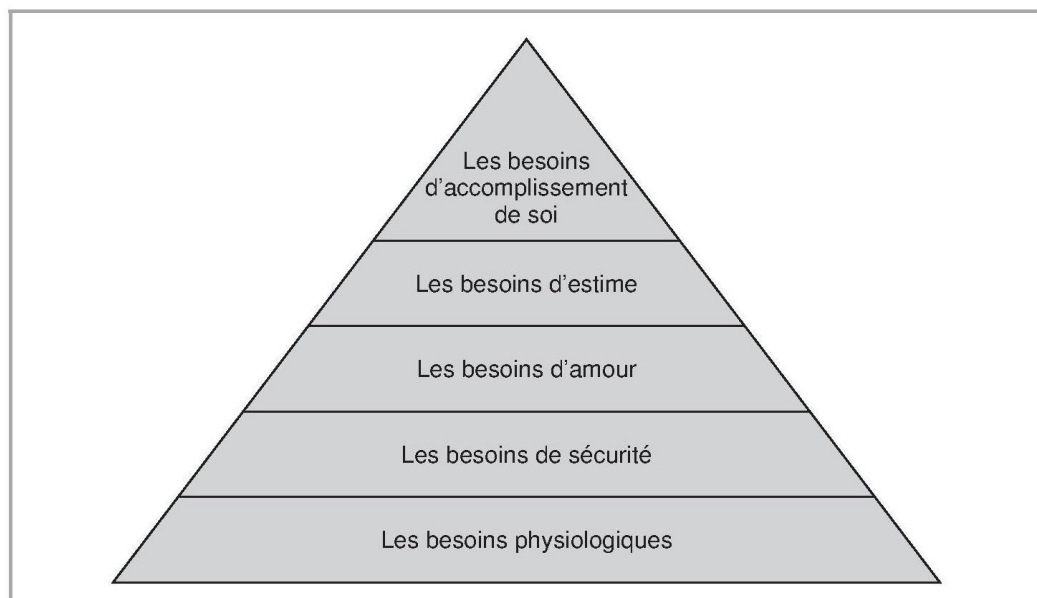 Les besoins
d'accomplissement
de soi
Les besoins d'estime
Les besoins d'amour
Les besoins de sécurité
Les besoins physiologiques